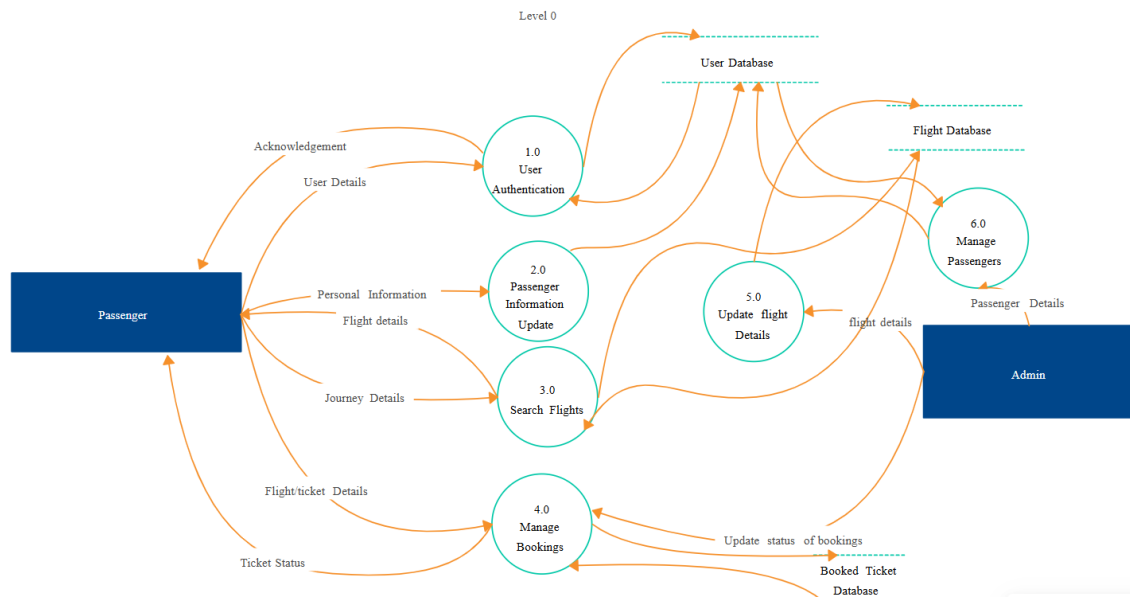 Level 0
User Database
Flight Database
Acknowledgement
User Details
1.0
User
Authentication
6.0
Manage
Passengers
2.0
Passenger
Information
Update
Personal Information
Flight details
5.0
Update flight
Details
flight details
Passenger Details
Passenger
Admin
3.0
Search Flights
Journey Details
Flight/ticket Details
4.0
Manage
Bookings
Update status of bookings
Ticket Status
Booked Ticket
Database